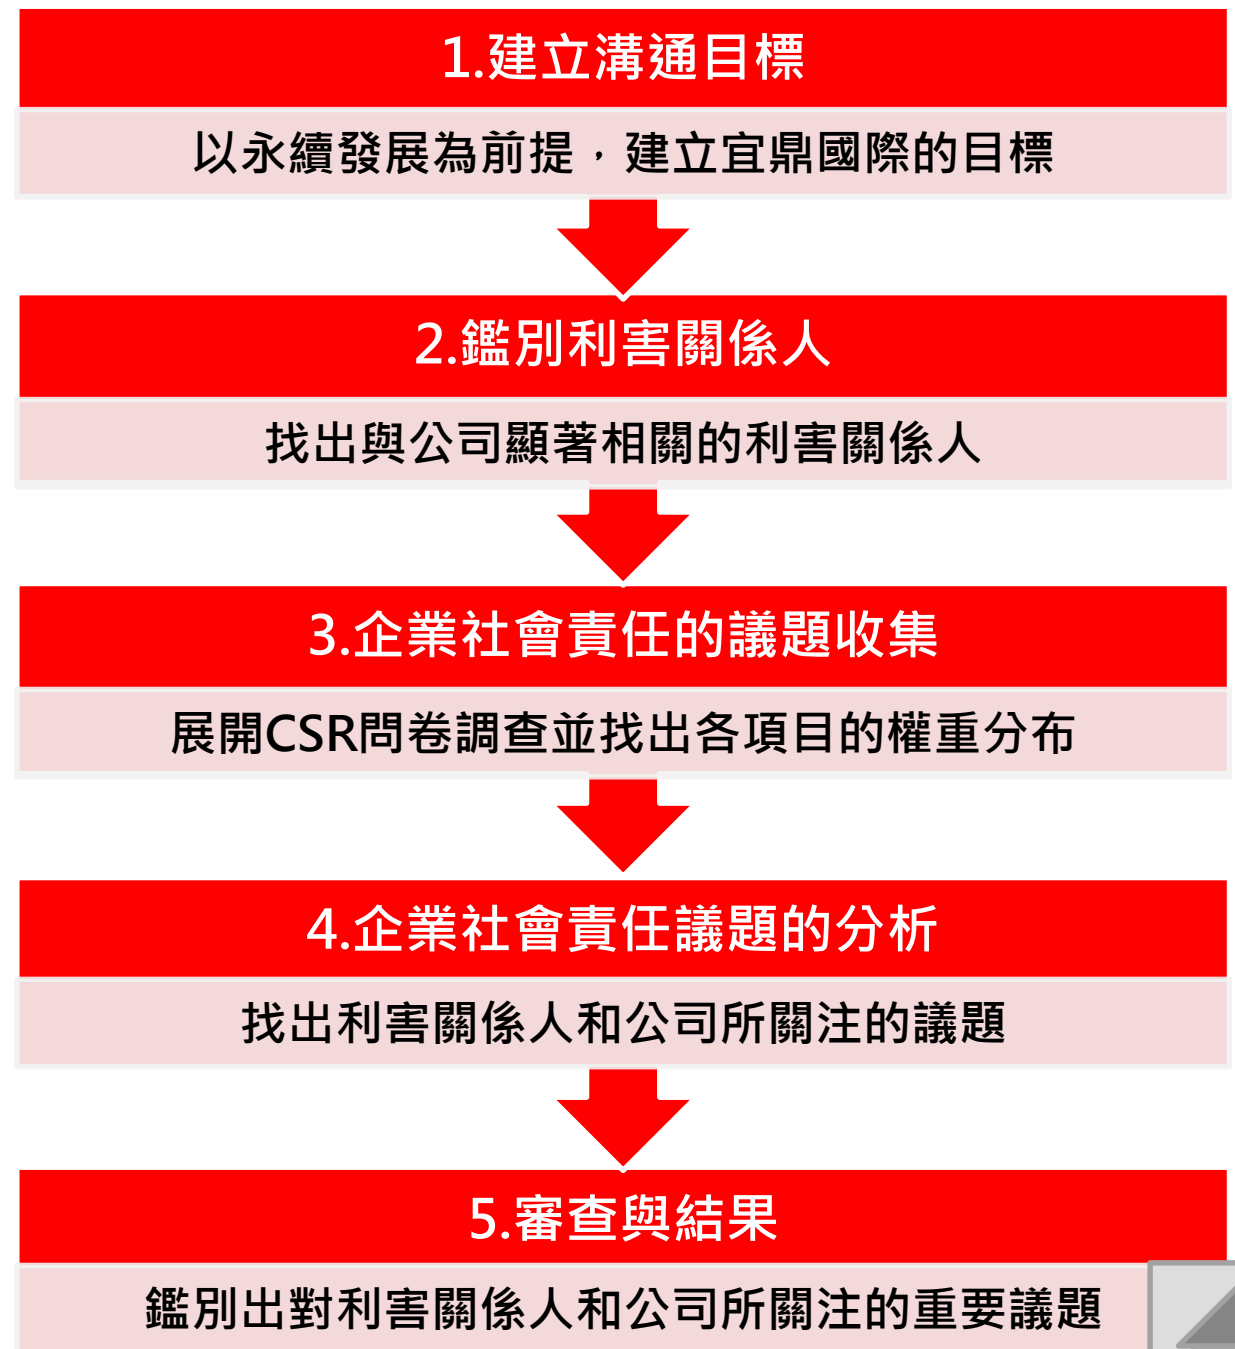 1.建立溝通目標
以永續發展為前提，建立宜鼎國際的目標
2.鑑別利害關係人
找出與公司顯著相關的利害關係人
3.企業社會責任的議題收集
展開CSR問卷調查並找出各項目的權重分布
4.企業社會責任議題的分析
找出利害關係人和公司所關注的議題
5.審查與結果
鑑別出對利害關係人和公司所關注的重要議題